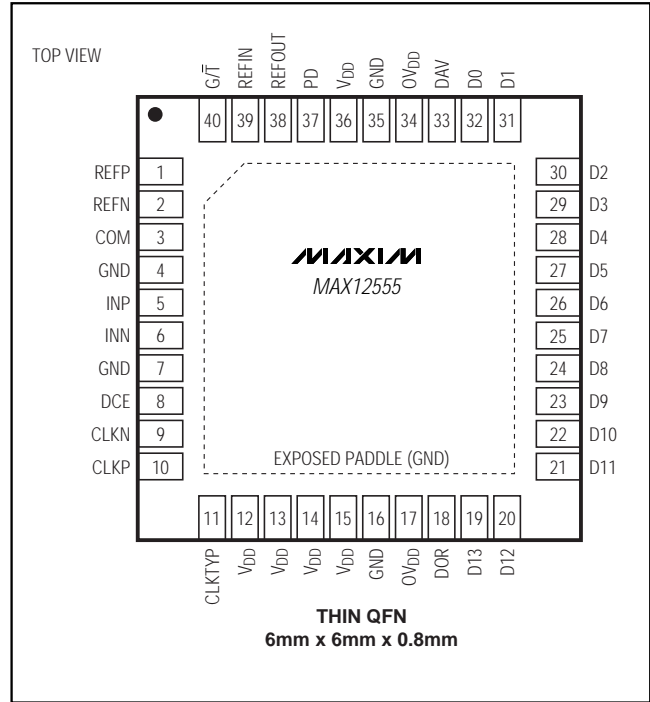 TOP VIEW
G/T̅
REFIN
REFOUT
PD
VDD
GND
OVDD
DAV
D0
D1
40 39 38 37 36 35 34 33 32 31
REFP 1
REFN 2
COM 3
GND 4
INP 5
INN 6
GND 7
DCE 8
CLKN 9
CLKP 10
MAXIM
MAX12555
EXPOSED PADDLE (GND)
30 D2
29 D3
28 D4
27 D5
26 D6
25 D7
24 D8
23 D9
22 D10
21 D11
11 12 13 14 15 16 17 18 19 20
CLKTYP
VDD
VDD
VDD
VDD
GND
OVDD
DOR
D13
D12
THIN QFN
6mm x 6mm x 0.8mm